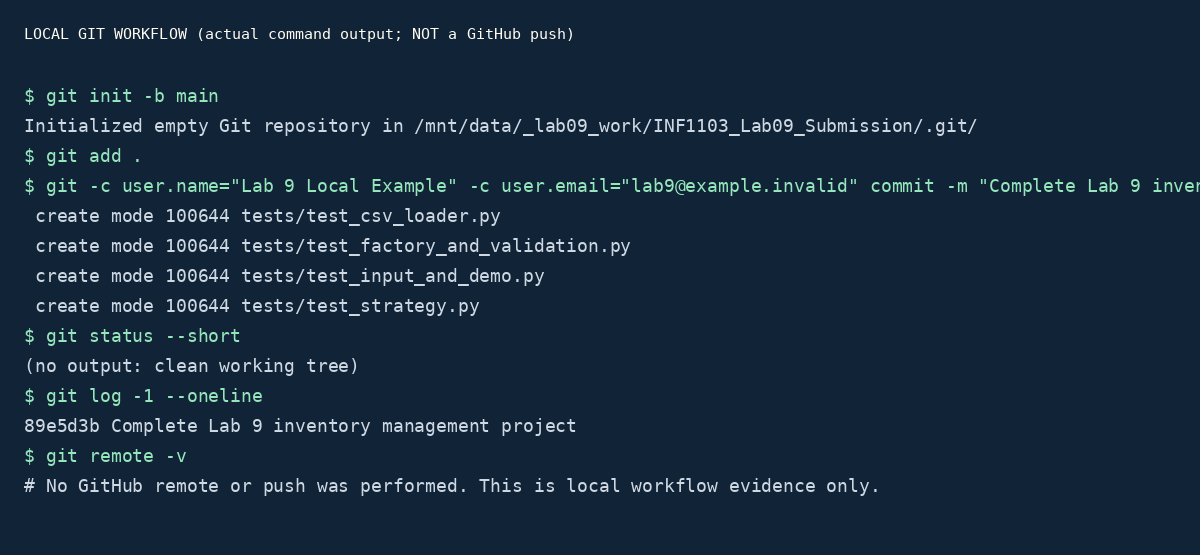 LOCAL GIT WORKFLOW (actual command output; NOT a GitHub push)
$ git init -b main
Initialized empty Git repository in /mnt/data/_lab09_work/INF1103_Lab09_Submission/.git/
$ git add .
$ git -c user.name="Lab 9 Local Example" -c user.email="lab9@example.invalid" commit -m "Complete Lab 9 inver
 create mode 100644 tests/test_csv_loader.py
 create mode 100644 tests/test_factory_and_validation.py
 create mode 100644 tests/test_input_and_demo.py
 create mode 100644 tests/test_strategy.py
$ git status --short
(no output: clean working tree)
$ git log -1 --oneline
89e5d3b Complete Lab 9 inventory management project
$ git remote -v
# No GitHub remote or push was performed. This is local workflow evidence only.